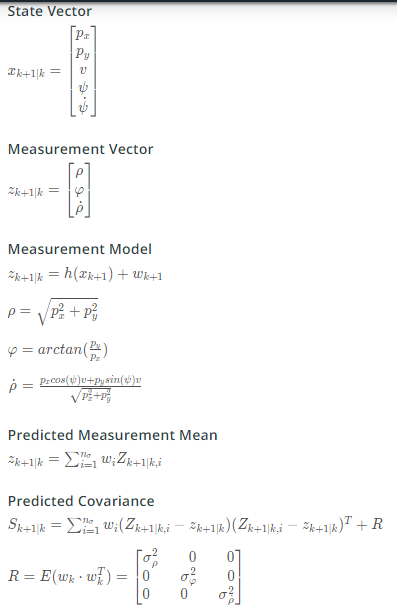 State Vector
x_{k+1|k} = \begin{bmatrix} p_x \\ p_y \\ v \\ \psi \\ \dot{\psi} \end{bmatrix}
Measurement Vector
z_{k+1|k} = \begin{bmatrix} \rho \\ \varphi \\ \dot{\rho} \end{bmatrix}
Measurement Model
z_{k+1|k} = h(x_{k+1}) + w_{k+1}
\rho = \sqrt{p_x^2 + p_y^2}
\varphi = arctan(\frac{p_y}{p_x})
\dot{\rho} = \frac{p_x cos(\psi)v + p_y sin(\psi)v}{\sqrt{p_x^2 + p_y^2}}
Predicted Measurement Mean
z_{k+1|k} = \sum_{i=1}^{n_\sigma} w_i Z_{k+1|k,i}
Predicted Covariance
S_{k+1|k} = \sum_{i=1}^{n_\sigma} w_i (Z_{k+1|k,i} - z_{k+1|k})(Z_{k+1|k,i} - z_{k+1|k})^T + R
R = E(w_k \cdot w_k^T) = \begin{bmatrix} \sigma_\rho^2 & 0 & 0 \\ 0 & \sigma_\varphi^2 & 0 \\ 0 & 0 & \sigma_{\dot{\rho}}^2 \end{bmatrix}